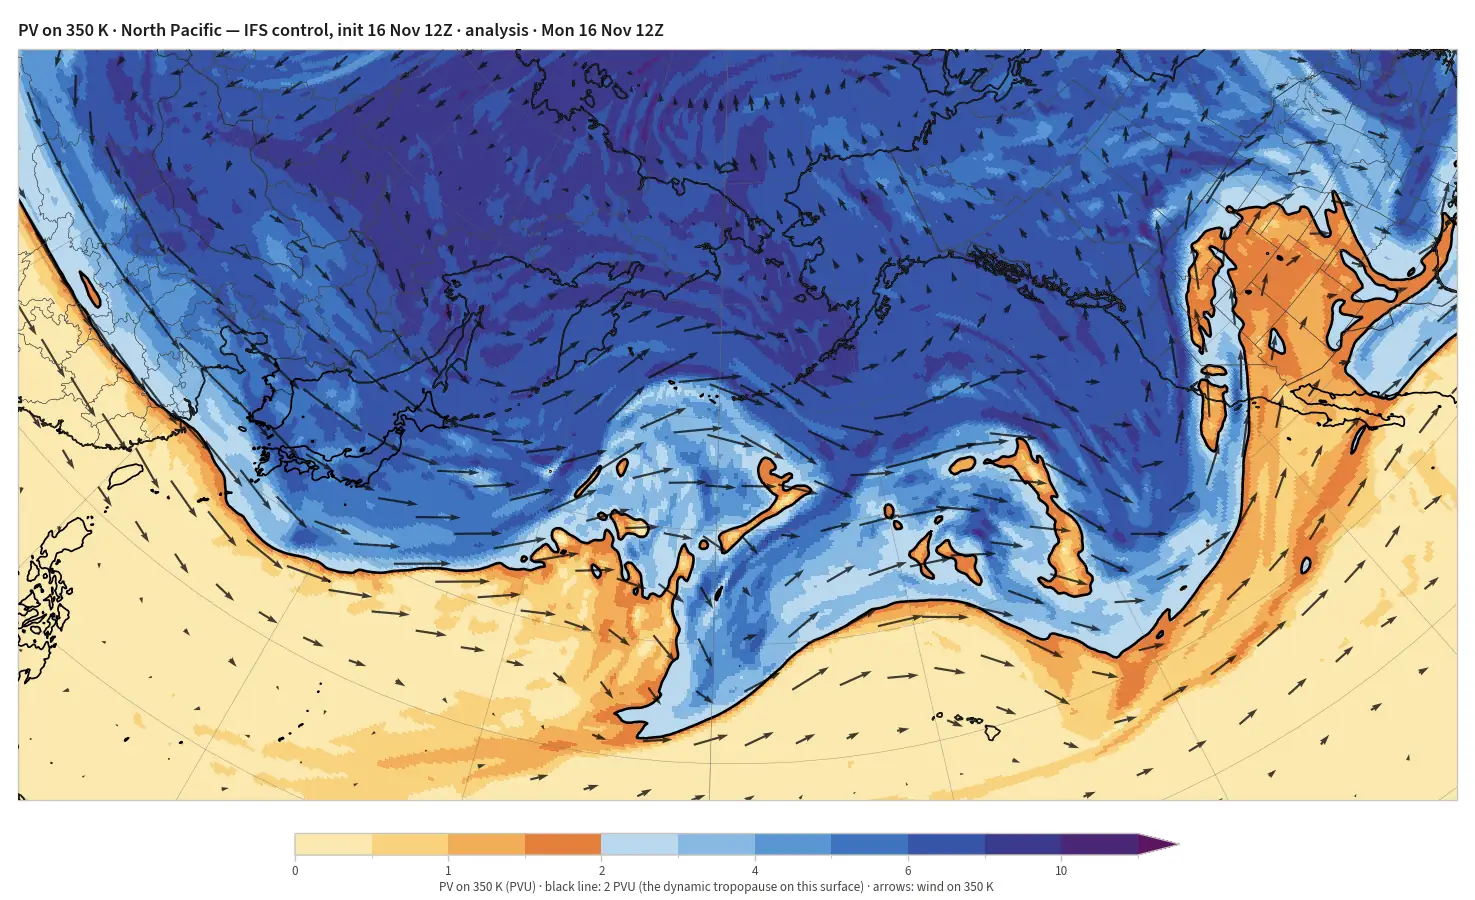 PV on 350 K · North Pacific — IFS control, init 16 Nov 12Z · analysis · Mon 16 Nov 12Z
0 1 2 4 6 10
PV on 350 K (PVU) · black line: 2 PVU (the dynamic tropopause on this surface) · arrows: wind on 350 K